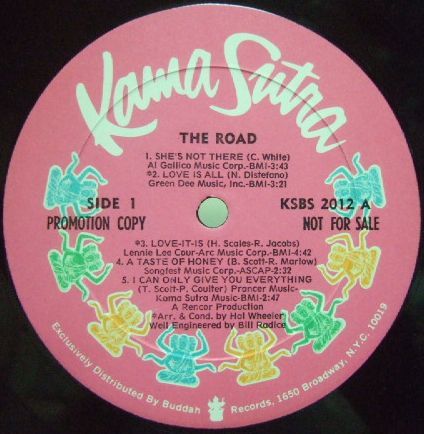 Kama Sutra
THE ROAD
1. SHE'S NOT THERE (C. White)
Al Gallico Music Corp.-BMI-3:43
*2. LOVE IS ALL (N. Distefano)
Green Dee Music, Inc.-BMI-3:21
SIDE 1
KSBS 2012 A
PROMOTION COPY
NOT FOR SALE
*3. LOVE-IT-IS (H. Scales-R. Jacobs)
Lennie Lee Cour-Arc Music Corp.-BMI-4:42
4. A TASTE OF HONEY (B. Scott-R. Marlow)
Songfest Music Corp.-ASCAP-2:32
5. I CAN ONLY GIVE YOU EVERYTHING
(T. Scott-P. Coulter) Princer Music-
Kama Sutra Music-BMI-2:47
A Rencor Production
*Arr. & Cond. by Hal Wheeler
Well Engineered by Bill Radice
Exclusively Distributed By Buddah Records, 1650 Broadway, N.Y.C. 10019